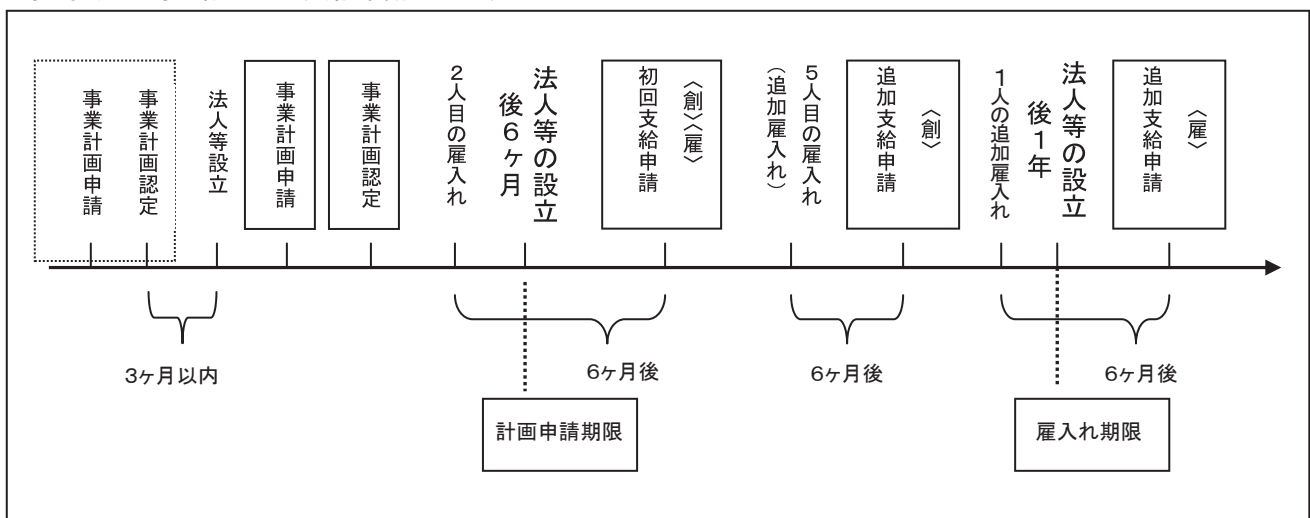 事業計画申請
事業計画認定
法人等設立
事業計画申請
事業計画認定
2人目の雇入れ
法人等の設立
後6ヶ月
〈創〉〈雇〉
初回支給申請
5人目の雇入れ
（追加雇入れ）
〈創〉
追加支給申請
1人の追加雇入れ
法人等の設立
後1年
〈雇〉
追加支給申請
3ヶ月以内
6ヶ月後
6ヶ月後
6ヶ月後
計画申請期限
雇入れ期限